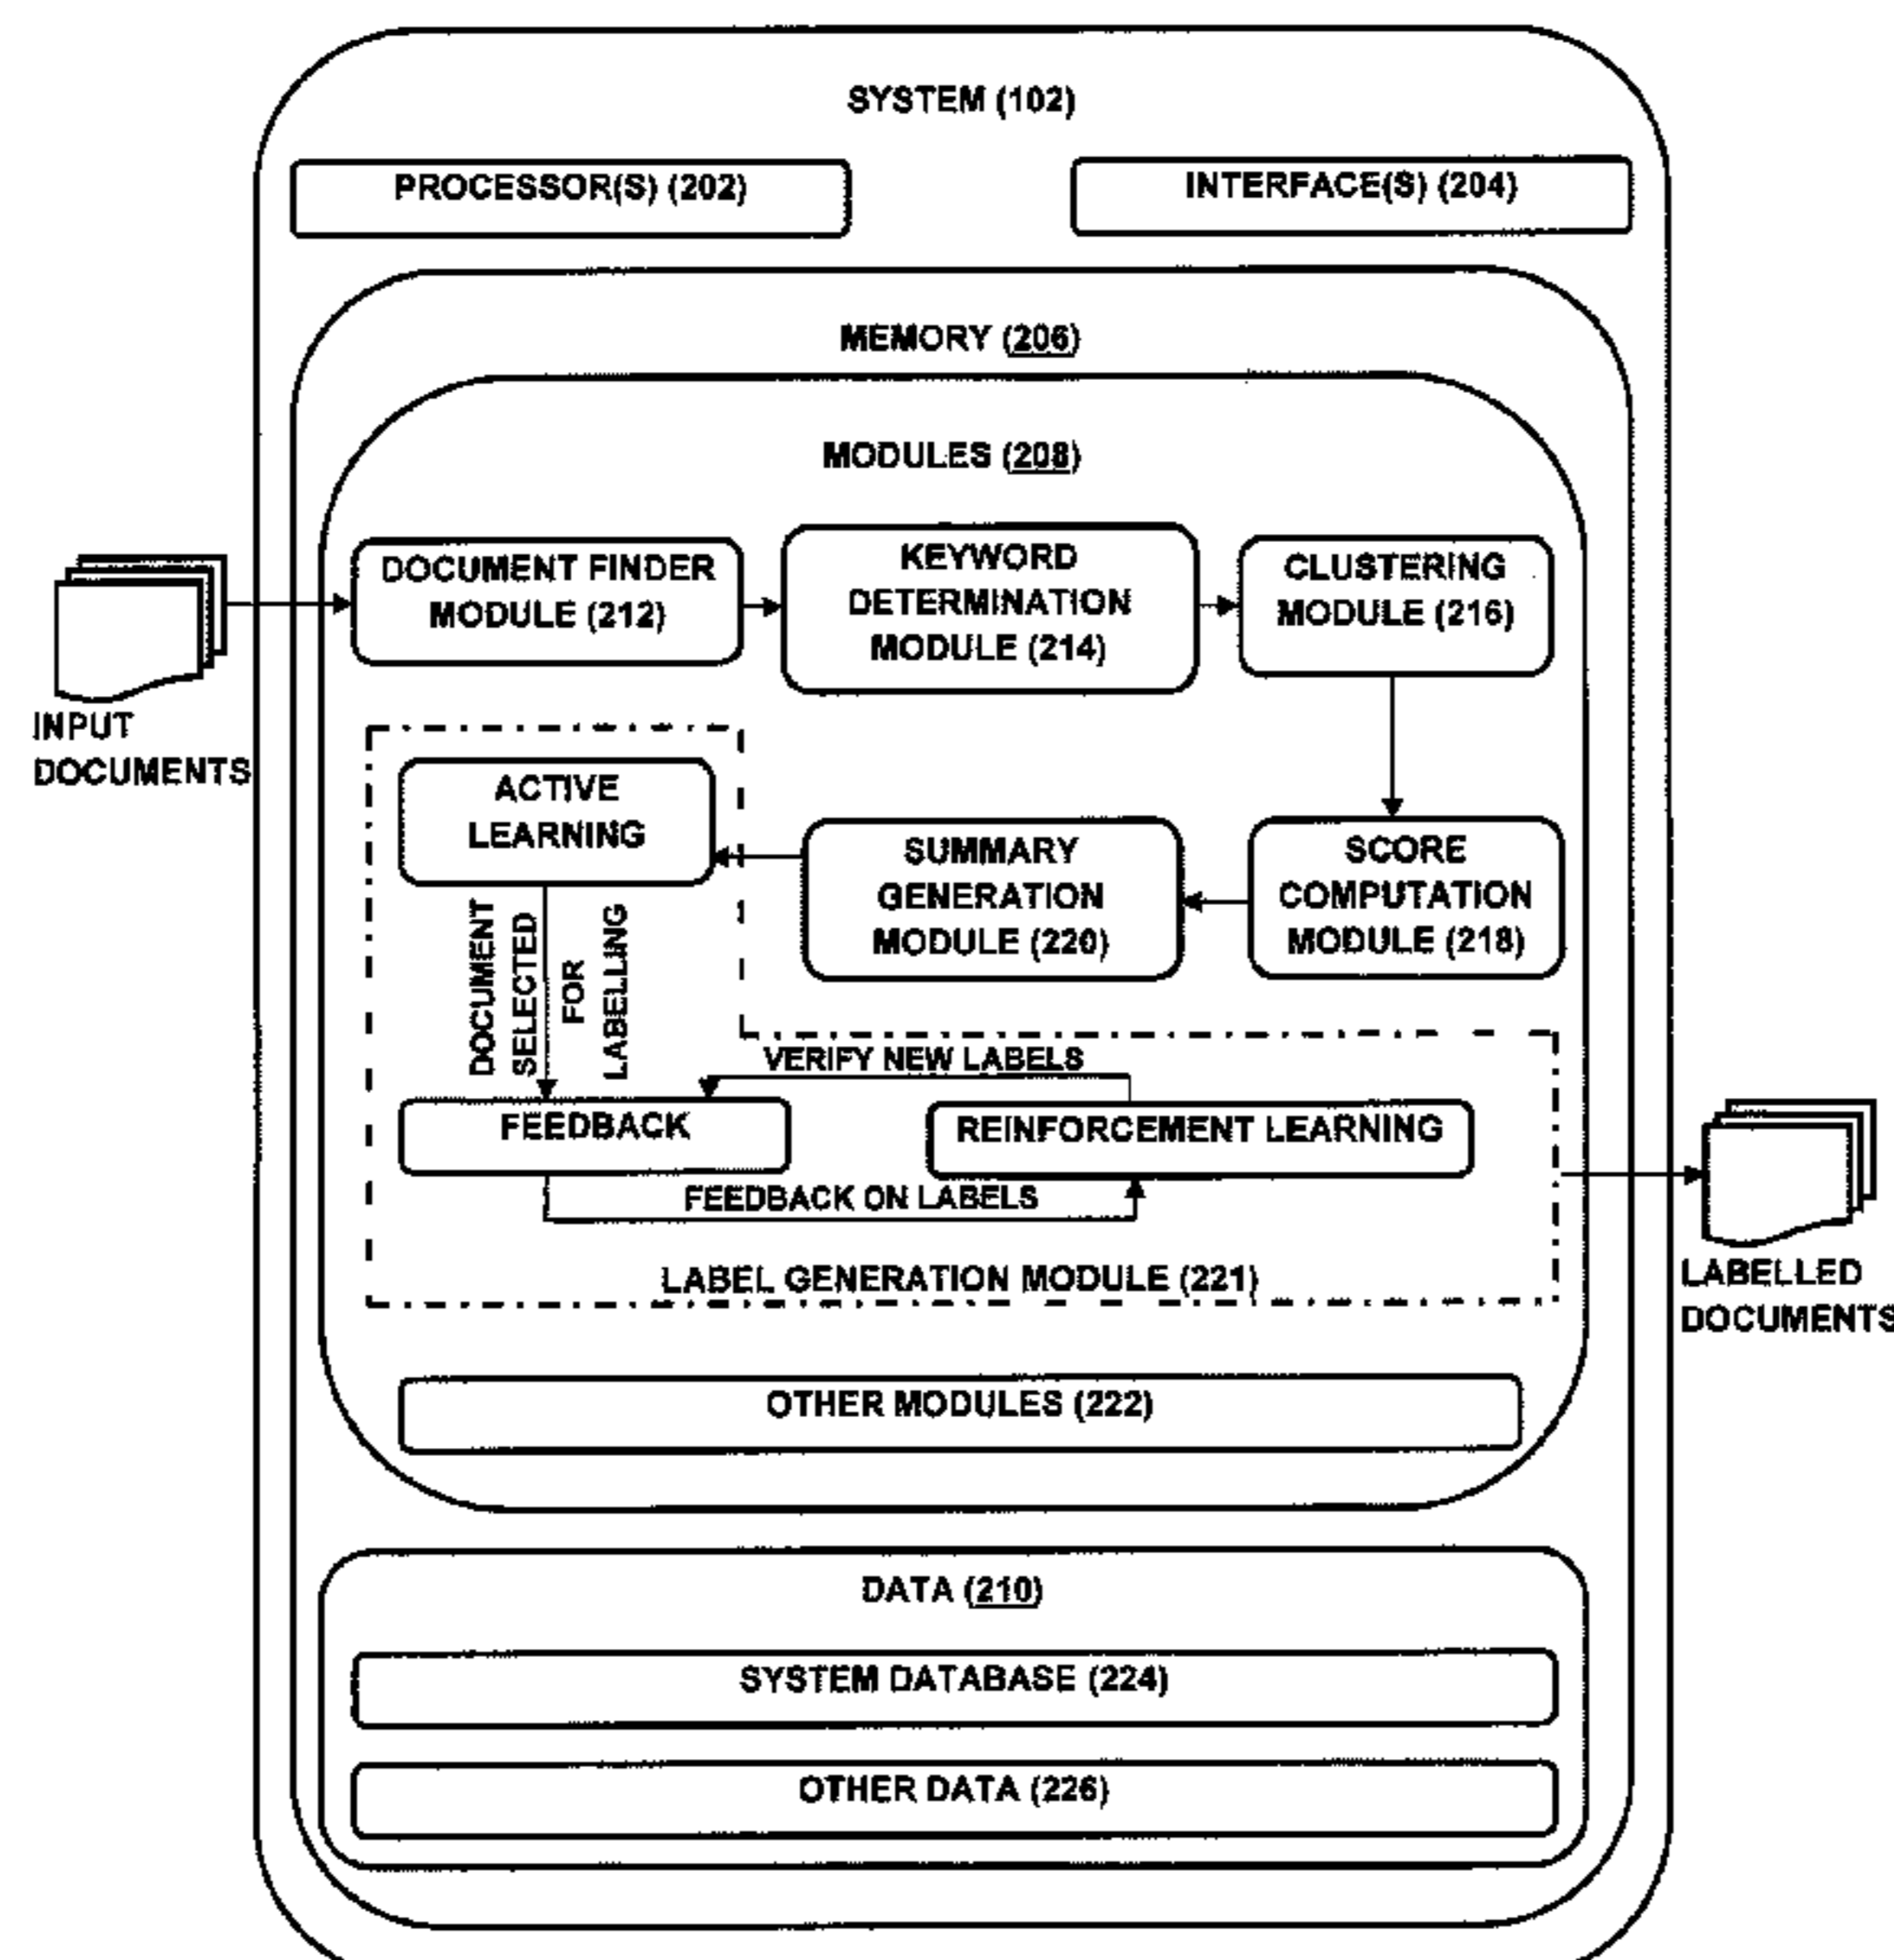 SYSTEM (102)
PROCESSOR(S) (202)
INTERFACE(S) (204)
MEMORY (206)
MODULES (208)
DOCUMENT FINDER
MODULE (212)
KEYWORD
DETERMINATION
MODULE (214)
CLUSTERING
MODULE (216)
INPUT
DOCUMENTS
ACTIVE
LEARNING
SUMMARY
GENERATION
MODULE (220)
SCORE
COMPUTATION
MODULE (218)
DOCUMENT
SELECTED
FOR
LABELLING
VERIFY NEW LABELS
FEEDBACK
REINFORCEMENT LEARNING
FEEDBACK ON LABELS
LABEL GENERATION MODULE (221)
LABELLED
DOCUMENTS
OTHER MODULES (222)
DATA (210)
SYSTEM DATABASE (224)
OTHER DATA (226)